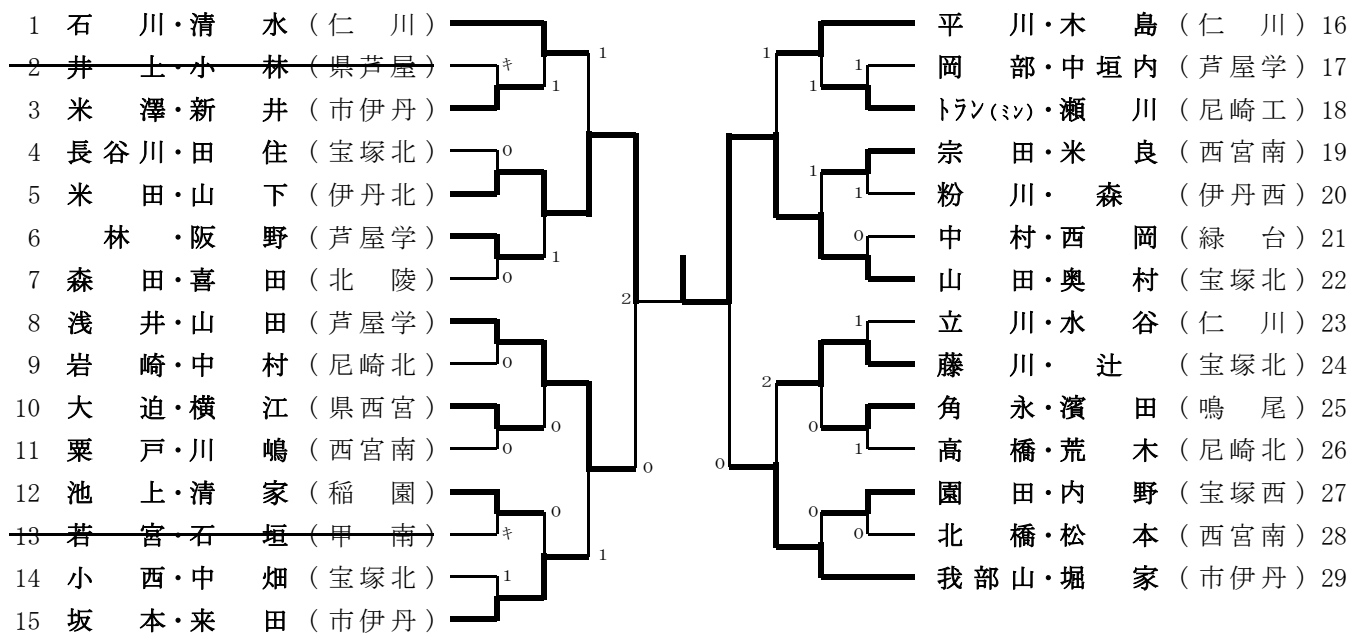 1 石川・清水 (仁川)
2 井上・小林 (県芦屋)
3 米澤・新井 (市伊丹)
4 長谷川・田住 (宝塚北)
5 米田・山下 (伊丹北)
6 林・阪野 (芦屋学)
7 森田・喜田 (北陵)
8 浅井・山田 (芦屋学)
9 岩崎・中村 (尼崎北)
10 大迫・横江 (県西宮)
11 粟戸・川嶋 (西宮南)
12 池上・清家 (稲園)
13 若宮・石垣 (甲南)
14 小西・中畑 (宝塚北)
15 坂本・来田 (市伊丹)
キ
1
1
0
1
0
2
0
0
0
0
0
キ
1
1
1
1
1
1
1
0
1
2
0
1
0
0
0
平川・木島 (仁川) 16
岡部・中垣内 (芦屋学) 17
トラン(ミン)・瀬川 (尼崎工) 18
宗田・米良 (西宮南) 19
粉川・森 (伊丹西) 20
中村・西岡 (緑台) 21
山田・奥村 (宝塚北) 22
立川・水谷 (仁川) 23
藤川・辻 (宝塚北) 24
角永・濱田 (鳴尾) 25
高橋・荒木 (尼崎北) 26
園田・内野 (宝塚西) 27
北橋・松本 (西宮南) 28
我部山・堀家 (市伊丹) 29